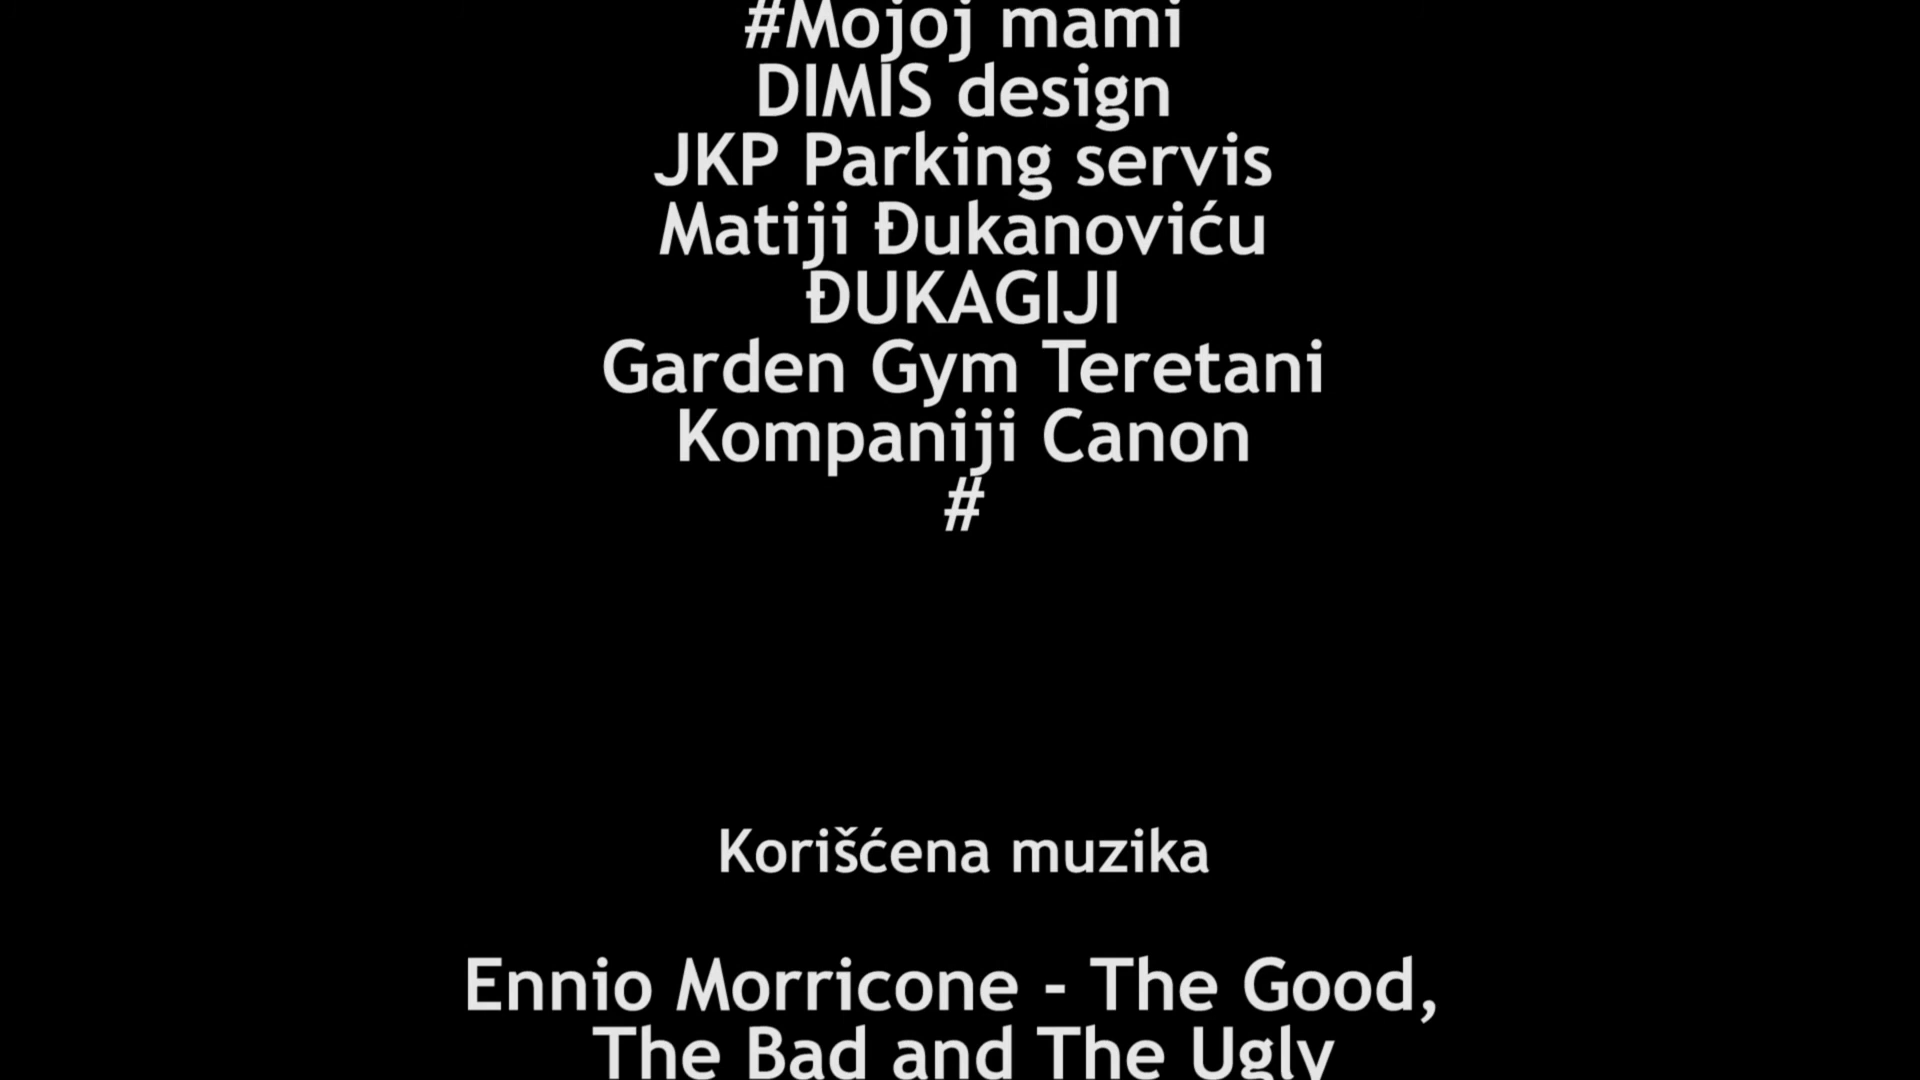 #Mojoj mami
DIMIS design
JKP Parking servis
Matiji Đukanoviću
ĐUKAGIJI
Garden Gym Teretani
Kompaniji Canon
#
Korišćena muzika
Ennio Morricone - The Good,
The Bad and The Ugly